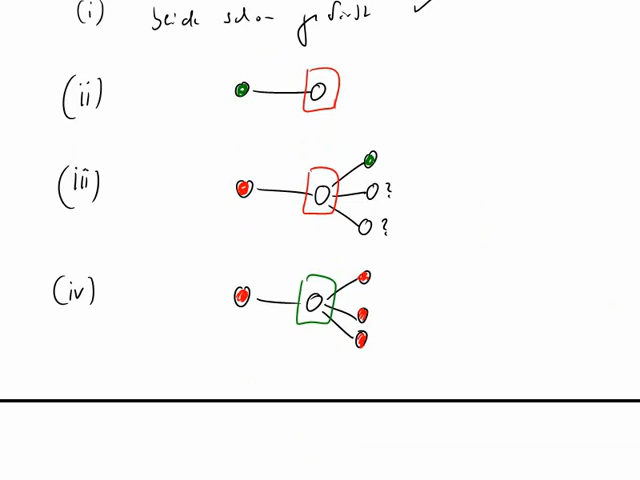 (i) beide schon gefärbt ✓
(ii)
(iii) ?
?
(iv)